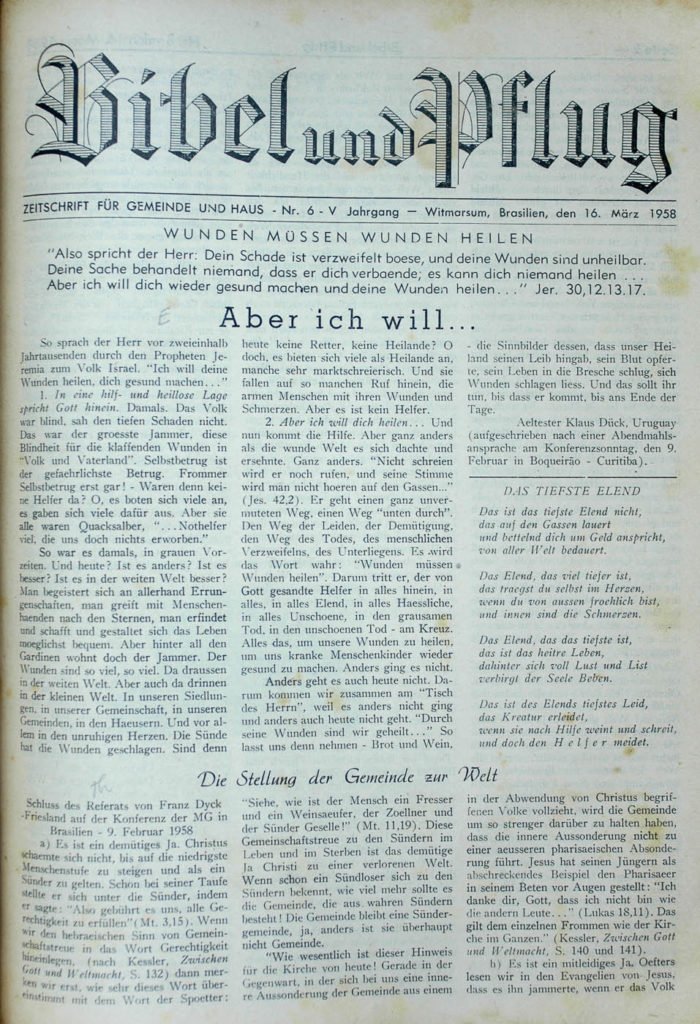 Bibel und Pflug
ZEITSCHRIFT FÜR GEMEINDE UND HAUS - Nr. 6 - V Jahrgang — Witmarsum, Brasilien, den 16. März 1958
WUNDEN MÜSSEN WUNDEN HEILEN
"Also spricht der Herr: Dein Schade ist verzweifelt boese, und deine Wunden sind unheilbar.
Deine Sache behandelt niemand, dass er dich verbaende; es kann dich niemand heilen ...
Aber ich will dich wieder gesund machen und deine Wunden heilen..." Jer. 30,12.13.17.
Aber ich will...
So sprach der Herr vor zweieinhalb
Jahrtausenden durch den Propheten Je-
remia zum Volk Israel. "Ich will deine
Wunden heilen, dich gesund machen..."
1. In eine hilf- und heillose Lage
spricht Gott hinein. Damals. Das Volk
war blind, sah den tiefen Schaden nicht.
Das war der groesste Jammer, diese
Blindheit für die klaffenden Wunden in
"Volk und Vaterland". Selbstbetrug ist
der gefaehrlichste Betrug. Frommer
Selbstbetrug erst gar! - Waren denn kei-
ne Helfer da? O, es boten sich viele an,
es gaben sich viele dafür aus. Aber sie
alle waren Quacksalber, "...Nothelfer
viel, die uns doch nichts erworben."
So war es damals, in grauen Vor-
zeiten. Und heute? Ist es anders? Ist es
besser? Ist es in der weiten Welt besser?
Man begeistert sich an allerhand Errun-
genschaften, man greift mit Menschen-
haenden nach den Sternen, man erfindet
und schafft und gestaltet sich das Leben
moeglichst bequem. Aber hinter all den
Gardinen wohnt doch der Jammer. Der
Wunden sind so viel, so viel. Da draussen
in der weiten Welt. Aber auch da drinnen
in der kleinen Welt. In unseren Siedlun-
gen, in unserer Gemeinschaft, in unseren
Gemeinden, in den Haeusern. Und vor al-
lem in den unruhigen Herzen. Die Sünde
hat die Wunden geschlagen. Sind denn
heute keine Retter, keine Heilande? O
doch, es bieten sich viele als Heilande an,
manche sehr marktschreierisch. Und sie
fallen auf so manchen Ruf hinein, die
armen Menschen mit ihren Wunden und
Schmerzen. Aber es ist kein Helfer.
2. Aber ich will dich heilen... Und
nun kommt die Hilfe. Aber ganz anders
als die wunde Welt es sich dachte und
ersehnte. Ganz anders. "Nicht schreien
wird er noch rufen, und seine Stimme
wird man nicht hoeren auf den Gassen..."
(Jes. 42,2). Er geht einen ganz unver-
muteten Weg, einen Weg "unten durch".
Den Weg der Leiden, der Demütigung,
den Weg des Todes, des menschlichen
Verzweifelns, des Unterliegens. Es wird
das Wort wahr: "Wunden müssen
Wunden heilen". Darum tritt er, der von
Gott gesandte Helfer in alles hinein, in
alles, in alles Elend, in alles Haessliche,
in alles Unschoene, in den grausamen
Tod, in den unschoenen Tod - am Kreuz.
Alles das, um unsere Wunden zu heilen,
um uns kranke Menschenkinder wieder
gesund zu machen. Anders ging es nicht.
Anders geht es auch heute nicht. Da-
rum kommen wir zusammen am "Tisch
des Herrn", weil es anders nicht ging
und anders auch heute nicht geht. "Durch
seine Wunden sind wir geheilt..." So
lasst uns denn nehmen - Brot und Wein,
- die Sinnbilder dessen, dass unser Hei-
land seinen Leib hingab, sein Blut opfer-
te, sein Leben in die Bresche schlug, sich
Wunden schlagen liess. Und das sollt ihr
tun, bis dass er kommt, bis ans Ende der
Tage.
Aeltester Klaus Dück, Uruguay
(aufgeschrieben nach einer Abendmahls-
ansprache am Konferenzsonntag, den 9.
Februar in Boqueirão - Curitiba).
DAS TIEFSTE ELEND
Das ist das tiefste Elend nicht,
das auf den Gassen lauert
und bettelnd dich um Geld anspricht,
von aller Welt bedauert.
Das Elend, das viel tiefer ist,
das traegst du selbst im Herzen,
wenn du von aussen froehlich bist,
und innen sind die Schmerzen.
Das Elend, das das tiefste ist,
das ist das heitre Leben,
dahinter sich voll Lust und List
verbirgt der Seele Beben.
Das ist des Elends tiefstes Leid,
das Kreatur erleidet,
wenn sie nach Hilfe weint und schreit,
und doch den Helfer meidet.
Die Stellung der Gemeinde zur Welt
Schluss des Referats von Franz Dyck
-Friesland auf der Konferenz der MG in
Brasilien - 9. Februar 1958
a) Es ist ein demütiges Ja. Christus
schaemte sich nicht, bis auf die niedrigste
Menschenstufe zu steigen und als ein
Sünder zu gelten. Schon bei seiner Taufe
stellte er sich unter die Sünder, indem
er sagte: "Also gebührt es uns, alle Ge-
rechtigkeit zu erfüllen"(Mt. 3,15). Wenn
wir den hebraeischen Sinn von Gemein-
schaftstreue in das Wort Gerechtigkeit
hineinlegen, (nach Kessler, Zwischen
Gott und Weltmacht, S. 132) dann mer-
ken wir erst, wie sehr dieses Wort über-
einstimmt mit dem Wort der Spoetter:
"Siehe, wie ist der Mensch ein Fresser
und ein Weinsaeufer, der Zoellner und
der Sünder Geselle!" (Mt. 11,19). Diese
Gemeinschaftstreue zu den Sündern im
Leben und im Sterben ist das demütige
Ja Christi zu einer verlorenen Welt.
Wenn schon ein Sündloser sich zu den
Sündern bekennt, wie viel mehr sollte es
die Gemeinde, die aus wahren Sündern
besteht! Die Gemeinde bleibt eine Sünder-
gemeinde, ja, anders ist sie überhaupt
nicht Gemeinde.
"Wie wesentlich ist dieser Hinweis
für die Kirche von heute! Gerade in der
Gegenwart, in der sich bei uns eine inne-
re Aussonderung der Gemeinde aus einem
in der Abwendung von Christus begrif-
fenen Volke vollzieht, wird die Gemeinde
um so strenger darüber zu halten haben,
dass die innere Aussonderung nicht zu
einer aeusseren pharisaeischen Absonde-
rung führt. Jesus hat seinen Jüngern als
abschreckendes Beispiel den Pharisaeer
in seinem Beten vor Augen gestellt: "Ich
danke dir, Gott, dass ich nicht bin wie
die andern Leute..." (Lukas 18,11). Das
gilt dem einzelnen Frommen wie der Kir-
che im Ganzen." (Kessler, Zwischen Gott
und Weltmacht, S. 140 und 141).
b) Es ist ein mitleidiges Ja. Oefters
lesen wir in den Evangelien von Jesus,
dass es ihn jammerte, wenn er das Volk